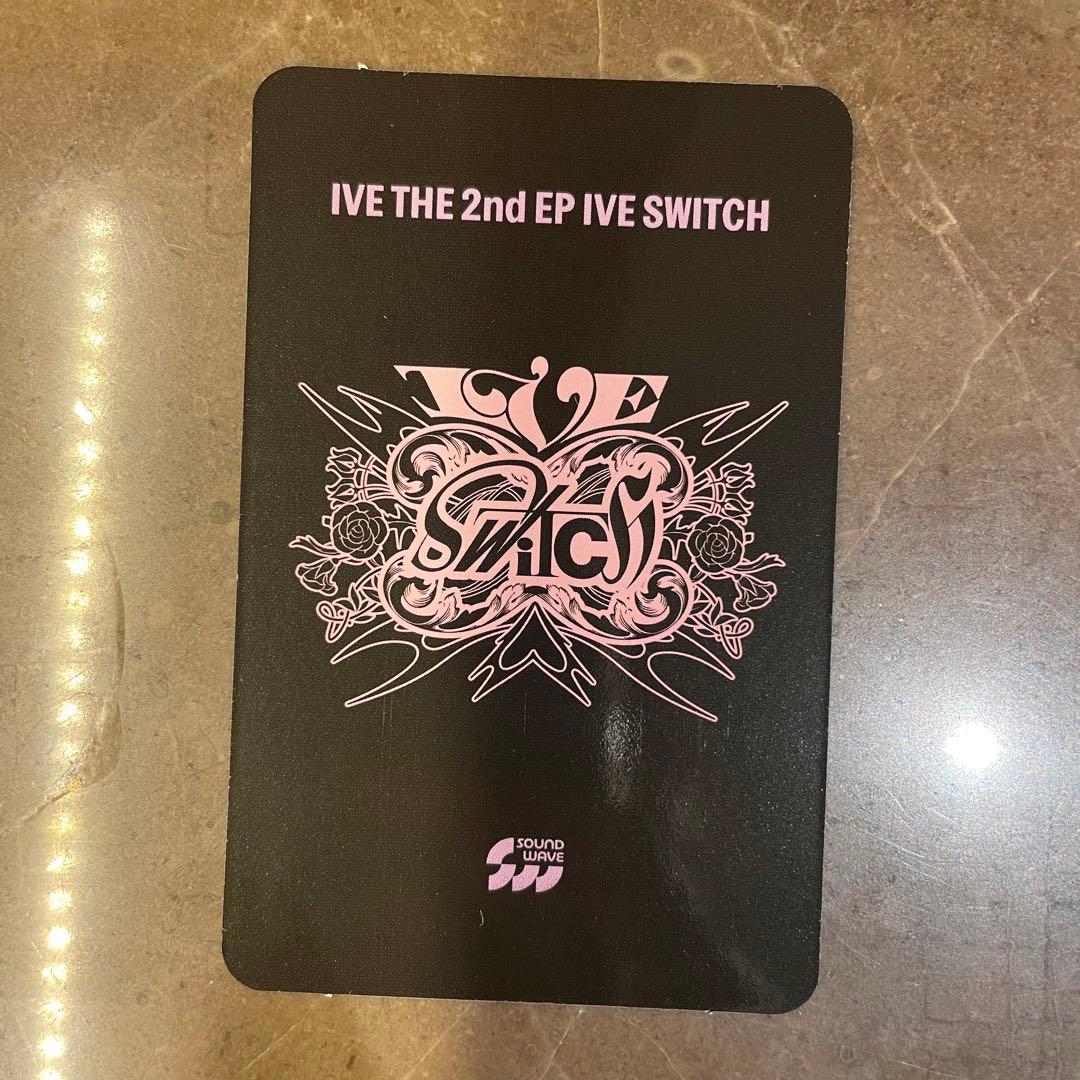 IVE THE 2nd EP IVE SWITCH
IVE
SWiTCH
SOUND
WAVE